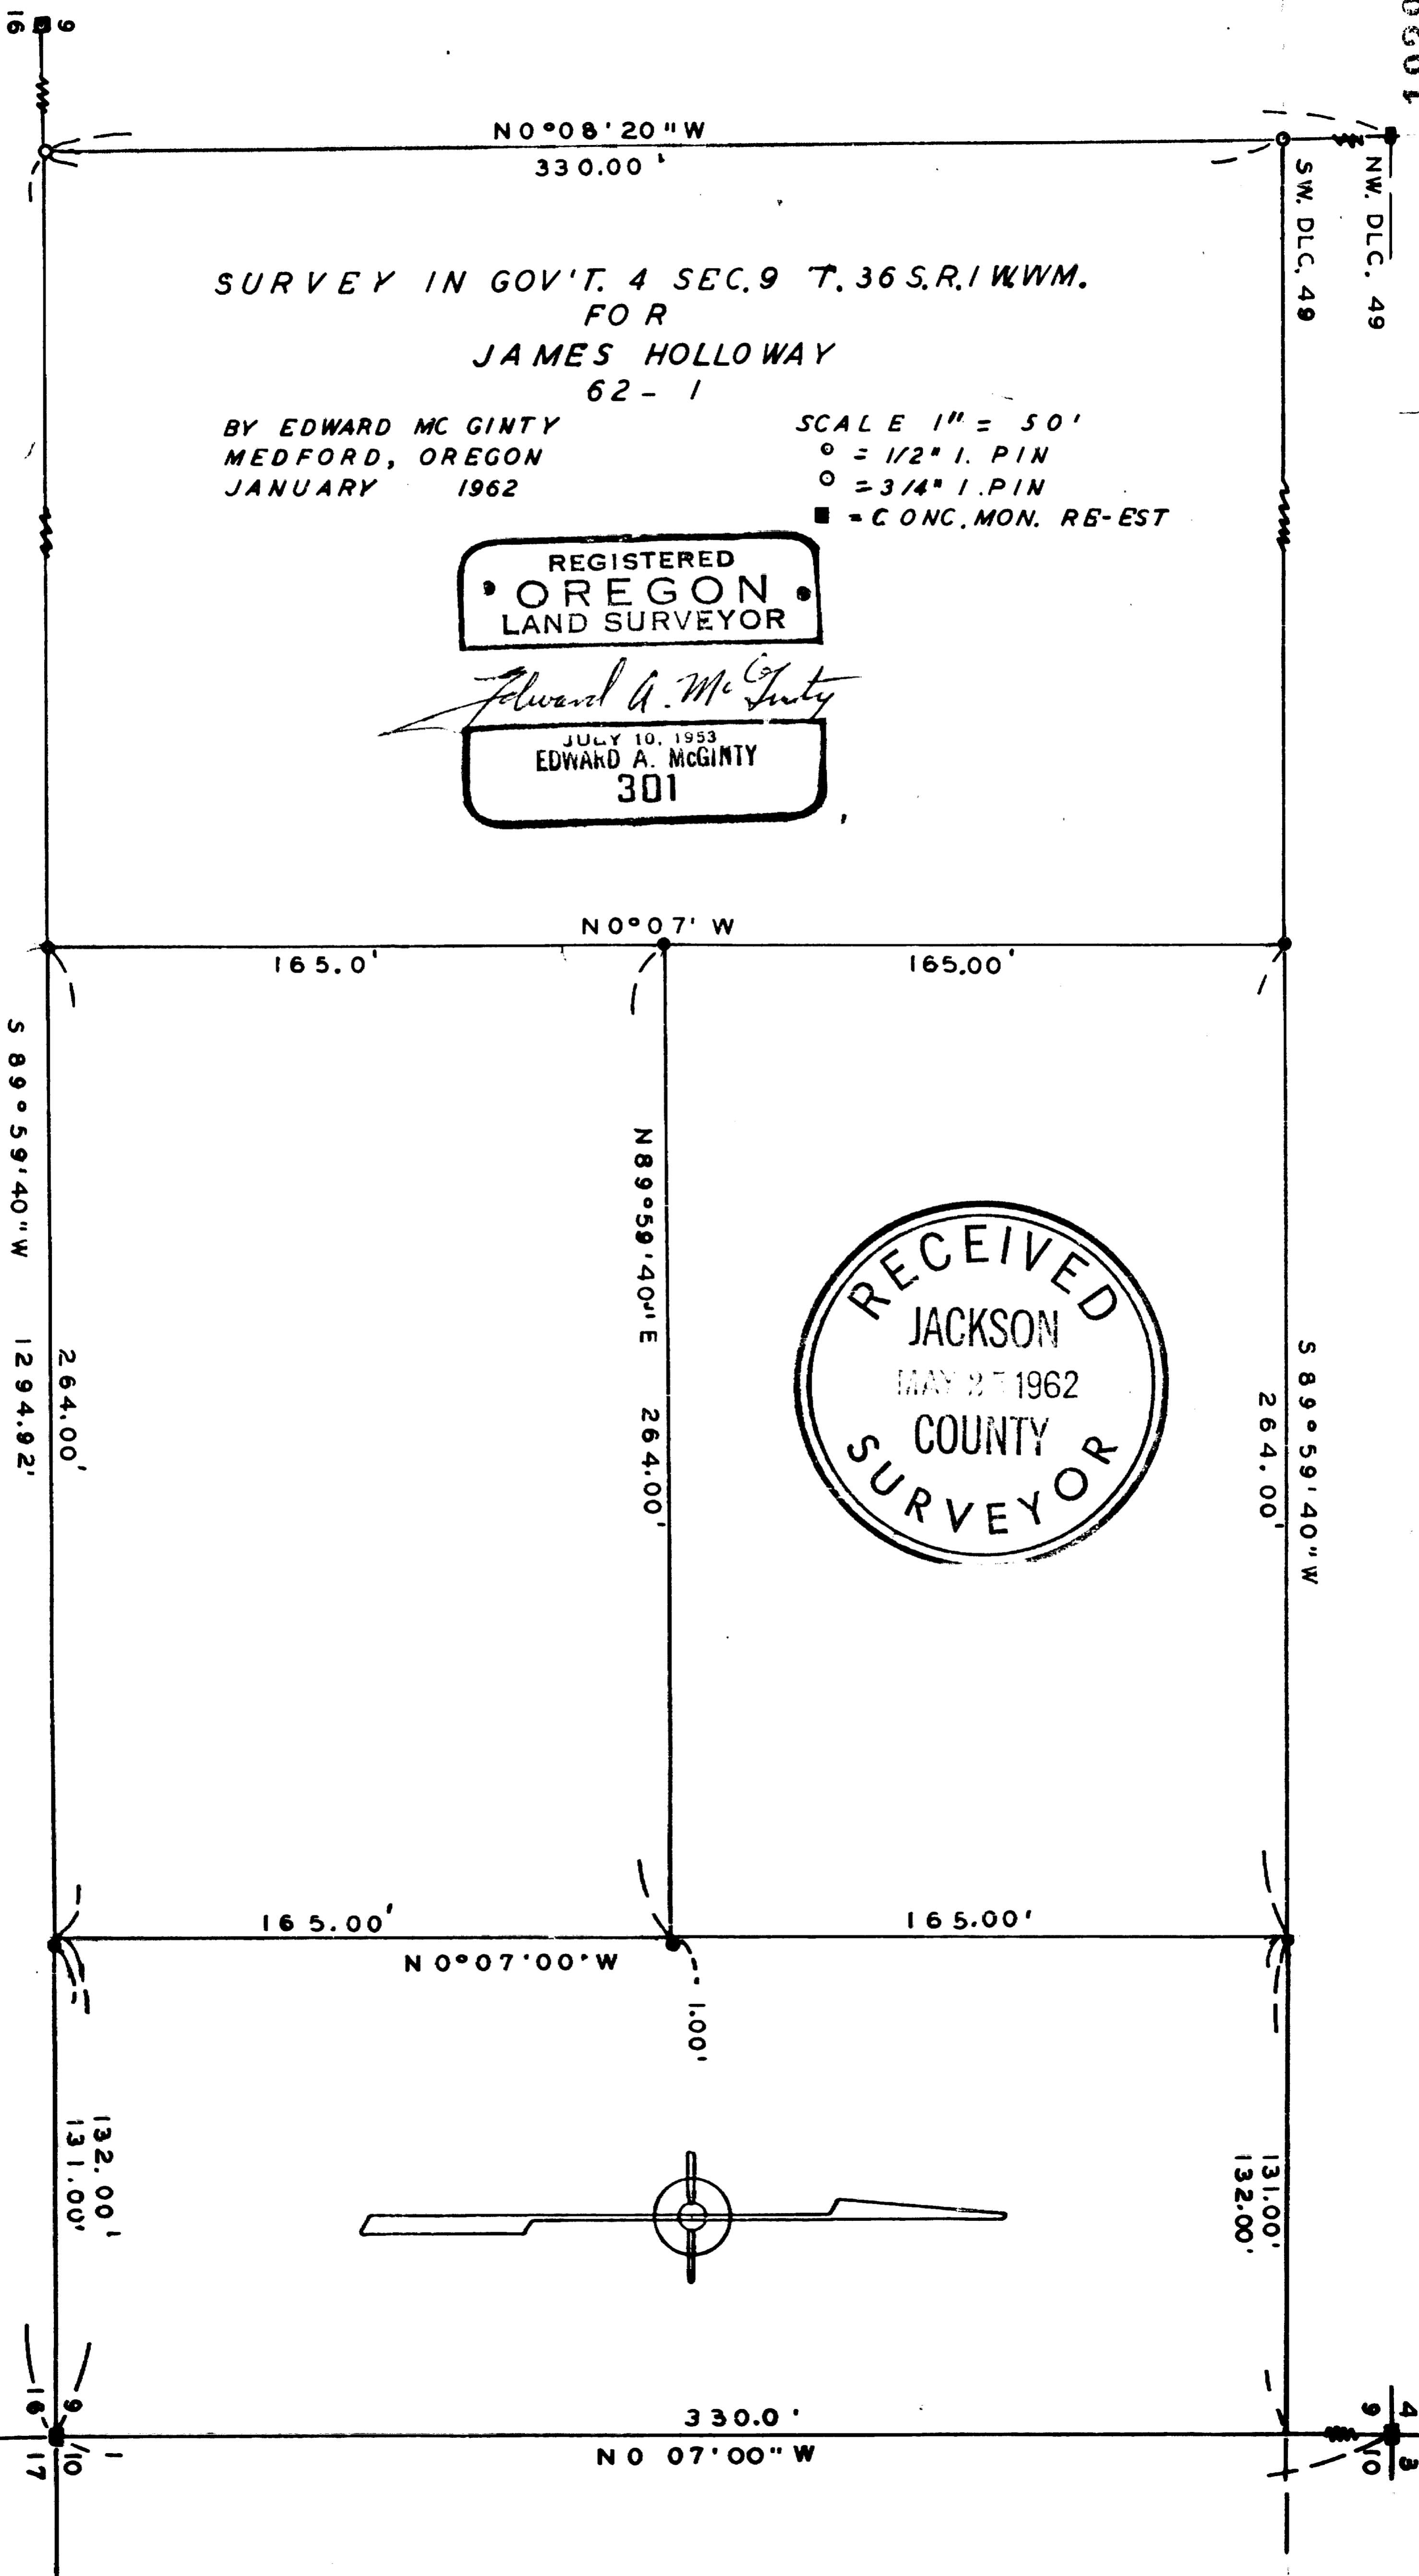 9
16
N 0°08'20"W
330.00'
NW. DLC. 49
SW. DLC, 49
SURVEY IN GOV'T. 4 SEC. 9 T. 36 S. R. 1 W. WM.
FOR
JAMES HOLLOWAY
62 - 1
BY EDWARD MC GINTY
MEDFORD, OREGON
JANUARY 1962
SCALE 1" = 50'
= 1/2" I. PIN
= 3/4" I. PIN
= CONC. MON. RE-EST
REGISTERED
OREGON
LAND SURVEYOR
Edward A. McGinty
JULY 10, 1953
EDWARD A. McGINTY
301
N 0°07' W
165.0'
165.00'
S 89°59'40"W 1294.92'
264.00'
N 89°59'40" E 264.00'
RECEIVED
JACKSON
MAY 1962
COUNTY
SURVEYOR
S 89°59'40"W
264.00'
165.00'
165.00'
N 0°07'00"W
1.00'
132.00'
131.00'
131.00'
132.00'
330.0'
N 0 07'00"W
9
16
1
10
17
4
9
3
10